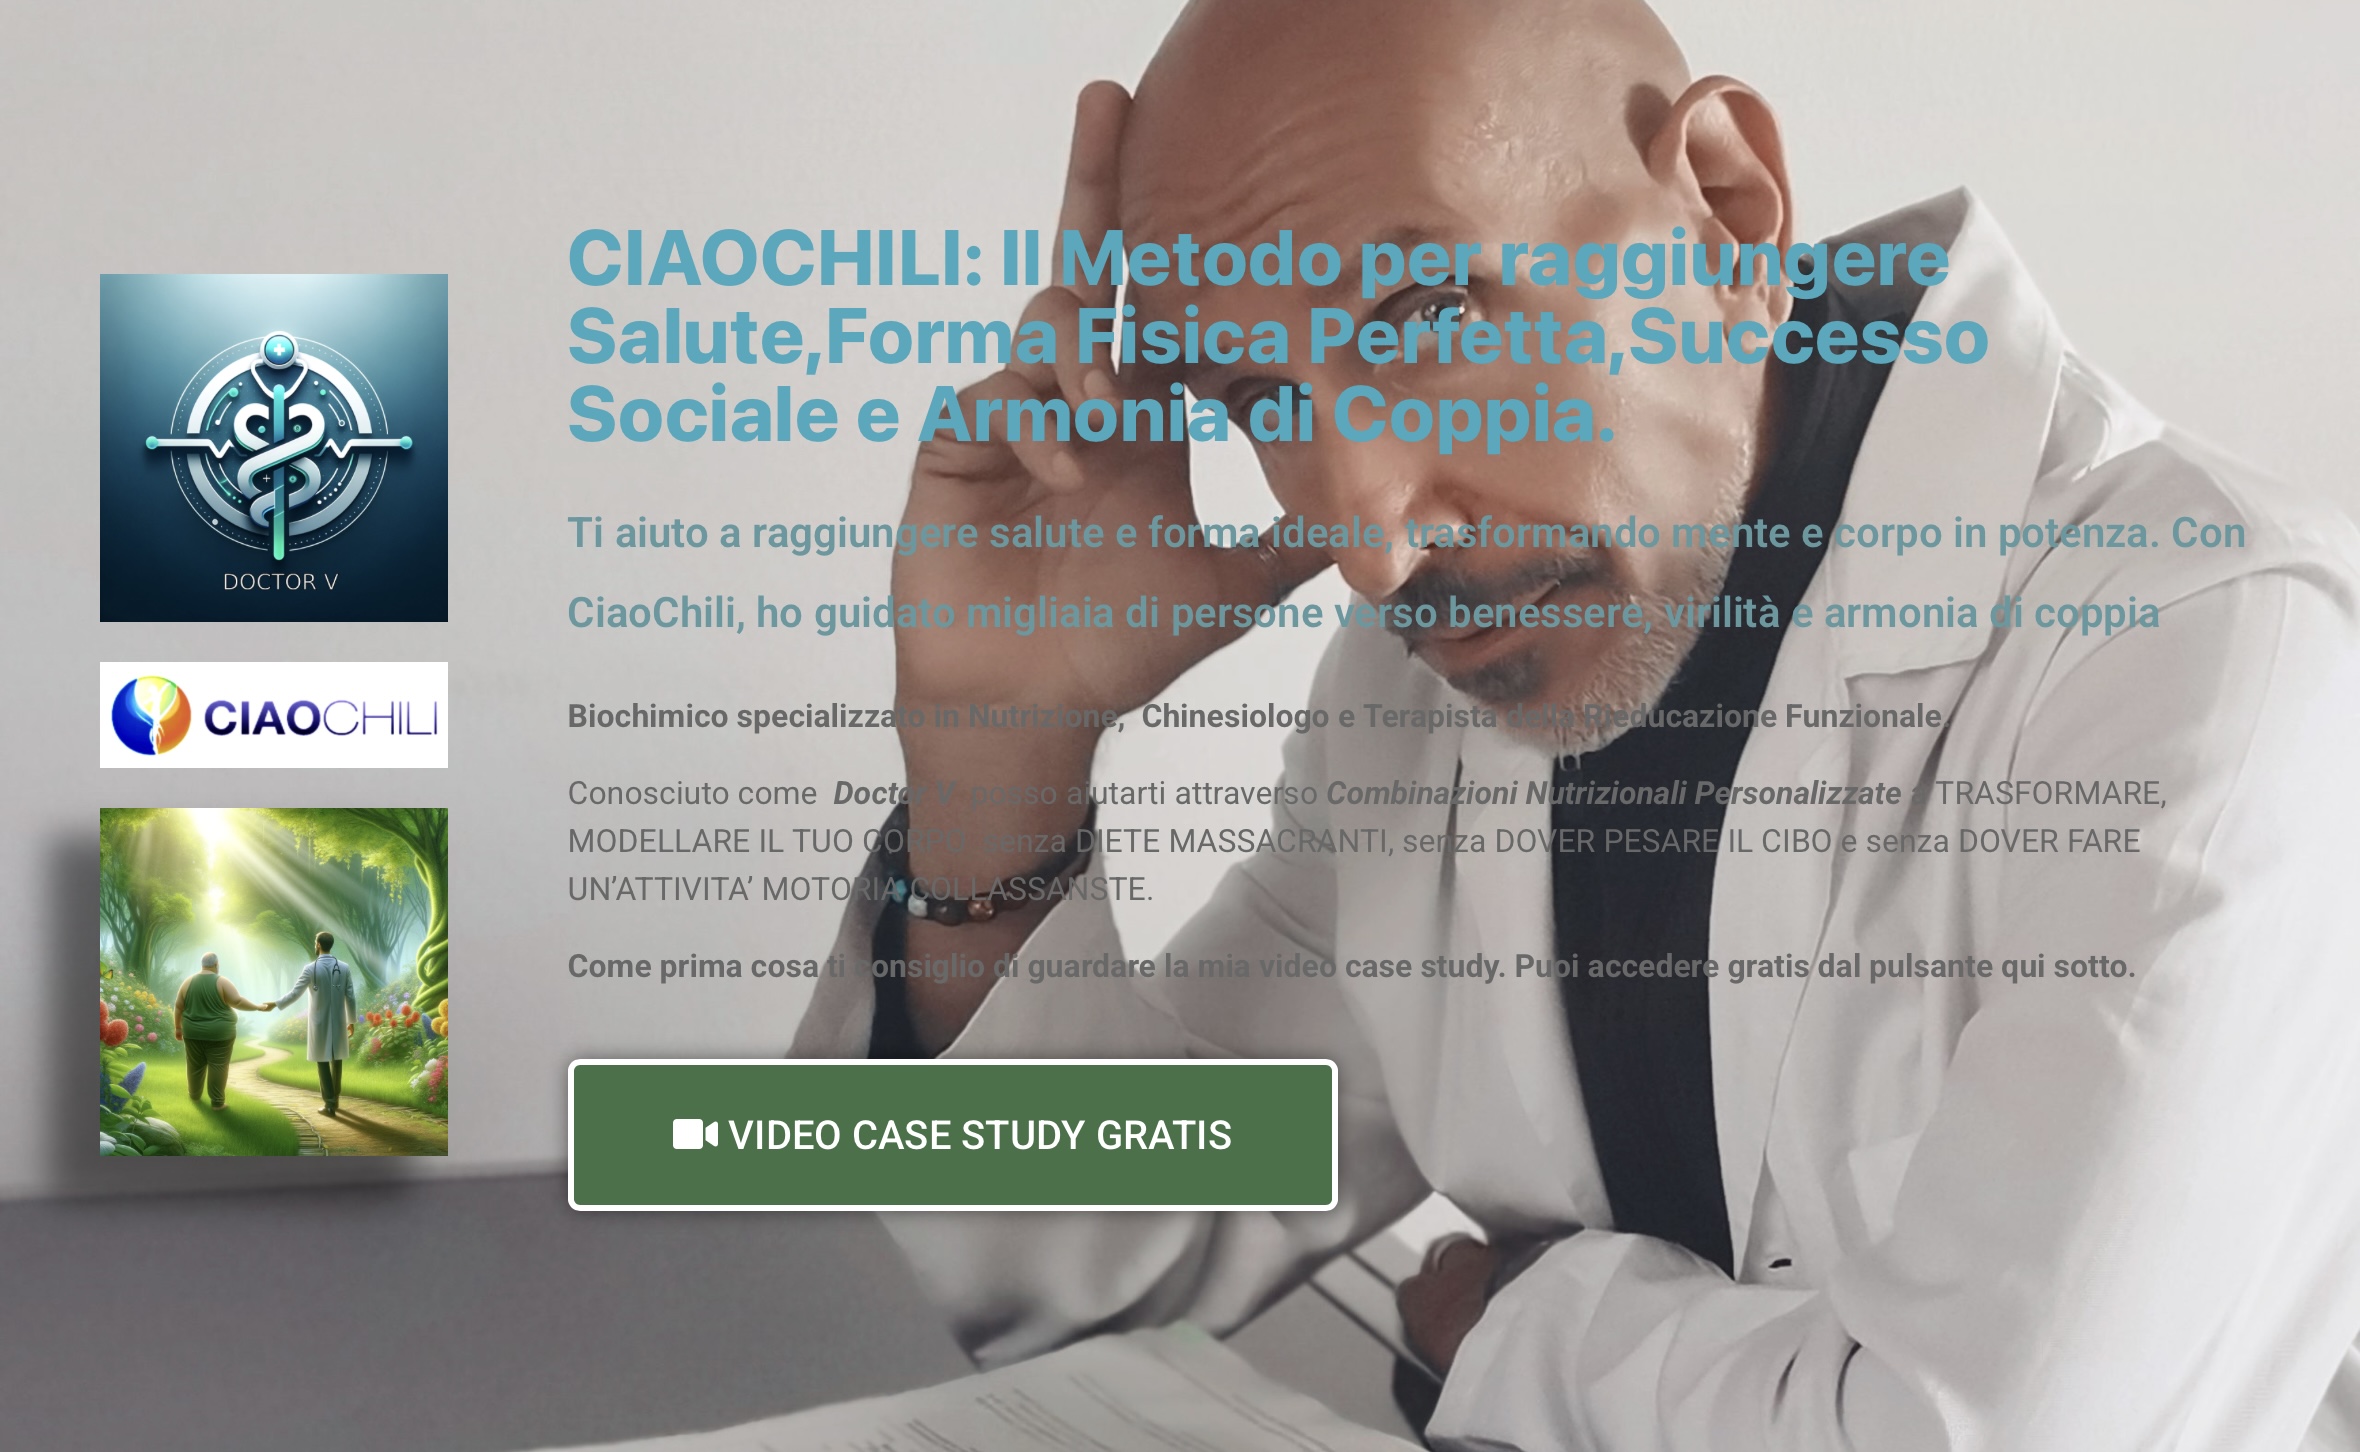 DOCTOR V
CIAOCHILI
CIAOCHILI: Il Metodo per raggiungere
Salute,Forma Fisica Perfetta,Successo
Sociale e Armonia di Coppia.
Ti aiuto a raggiungere salute e forma ideale, trasformando mente e corpo in potenza. Con
CiaoChili, ho guidato migliaia di persone verso benessere, virilità e armonia di coppia
Biochimico specializzato in Nutrizione, Chinesiologo e Terapista della Rieducazione Funzionale.
Conosciuto come Doctor V posso aiutarti attraverso Combinazioni Nutrizionali Personalizzate a TRASFORMARE,
MODELLARE IL TUO CORPO, senza DIETE MASSACRANTI, senza DOVER PESARE IL CIBO e senza DOVER FARE
UN’ATTIVITA’ MOTORIA COLLASSANSTE.
Come prima cosa ti consiglio di guardare la mia video case study. Puoi accedere gratis dal pulsante qui sotto.
VIDEO CASE STUDY GRATIS